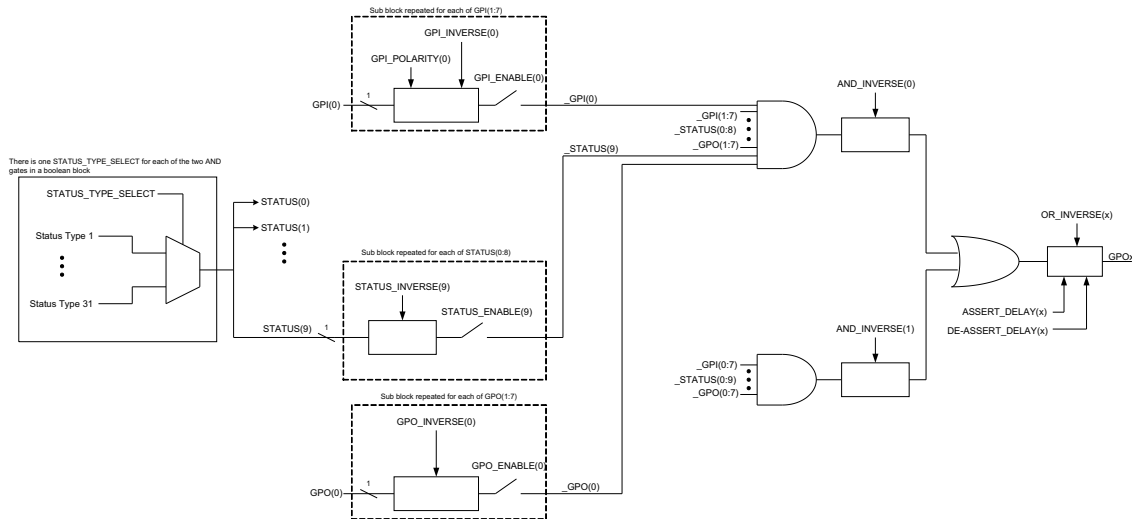 Sub block repeated for each of GPI(1:7)
GPI_INVERSE(0)
GPI_POLARITY(0)
GPI_ENABLE(0)
GPI(0)
1
_GPI(0)
_GPI(1:7)
_STATUS(0:8)
_GPO(1:7)
AND_INVERSE(0)
_STATUS(9)
There is one STATUS_TYPE_SELECT for each of the two AND
gates in a boolean block
STATUS_TYPE_SELECT
Status Type 1
Status Type 31
STATUS(0)
STATUS(1)
STATUS(9)
1
Sub block repeated for each of STATUS(0:8)
STATUS_INVERSE(9)
STATUS_ENABLE(9)
OR_INVERSE(x)
GPOx
ASSERT_DELAY(x)
DE-ASSERT_DELAY(x)
AND_INVERSE(1)
_GPI(0:7)
_STATUS(0:9)
_GPO(0:7)
Sub block repeated for each of GPO(1:7)
GPO_INVERSE(0)
GPO_ENABLE(0)
GPO(0)
1
_GPO(0)